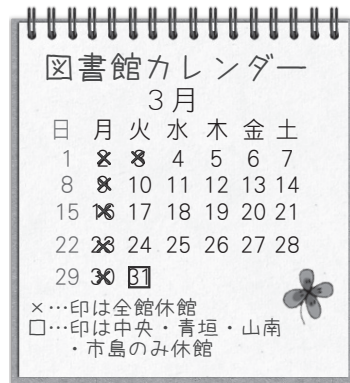 図書館カレンダー
3月
日 月 火 水 木 金 土
1 2 3 4 5 6 7
8 9 10 11 12 13 14
15 16 17 18 19 20 21
22 23 24 25 26 27 28
29 30 31
×…印は全館休館
□…印は中央・青垣・山南
・市島のみ休館